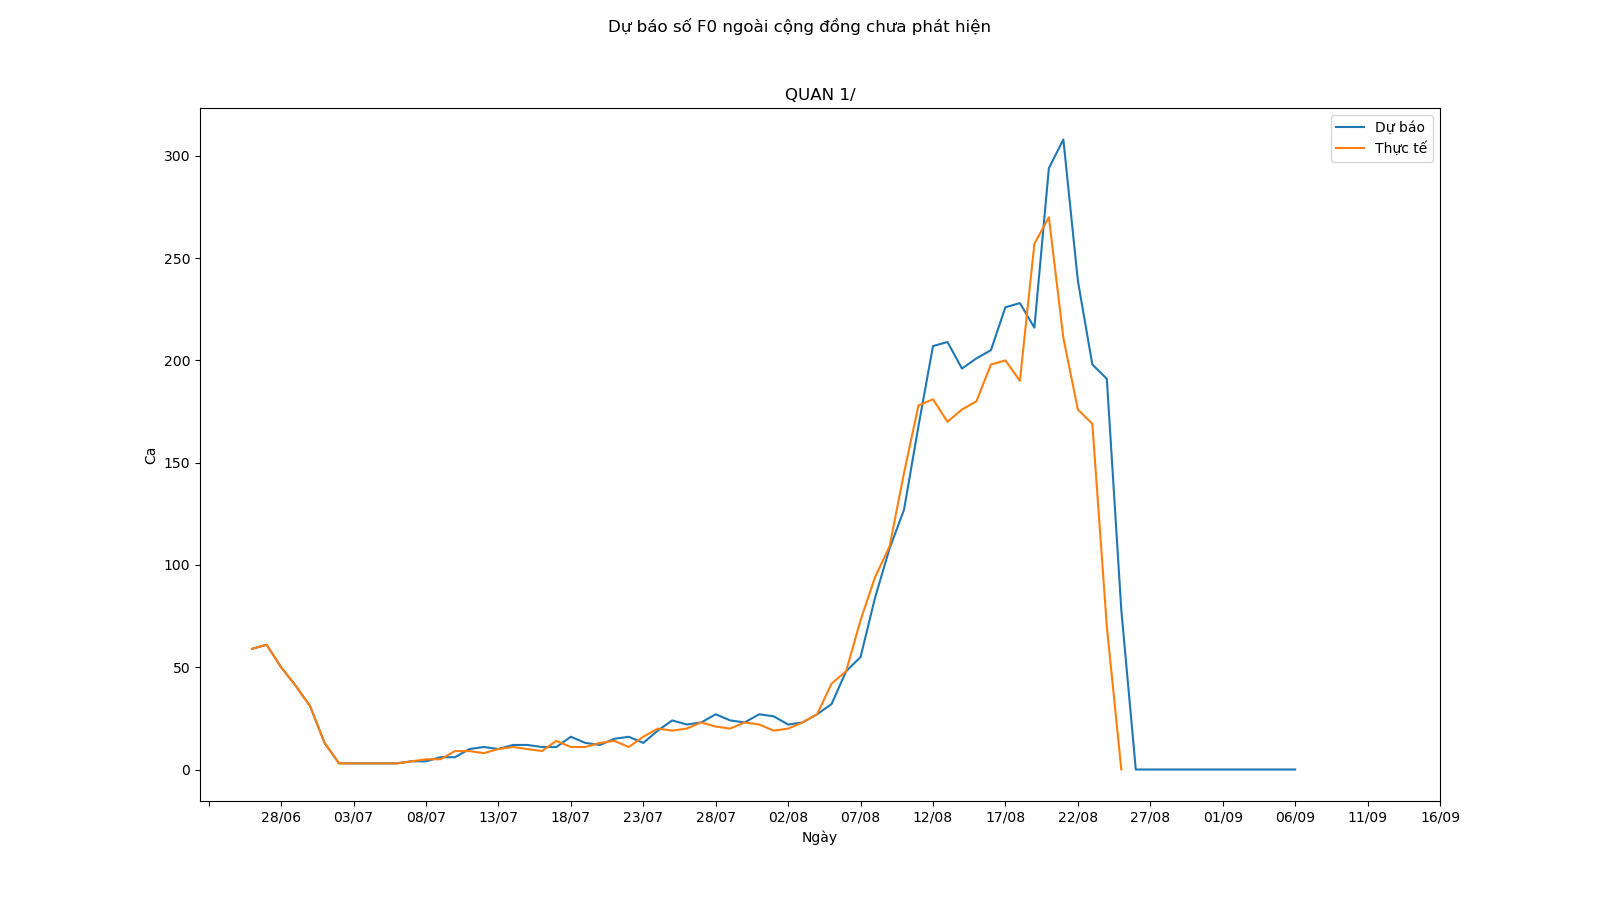 Dự báo số F0 ngoài cộng đồng chưa phát hiện
QUAN 1/
Dự báo
Thực tế
300
250
200
150
100
50
0
Ca
28/06 03/07 08/07 13/07 18/07 23/07 28/07 02/08 07/08 12/08 17/08 22/08 27/08 01/09 06/09 11/09 16/09
Ngày